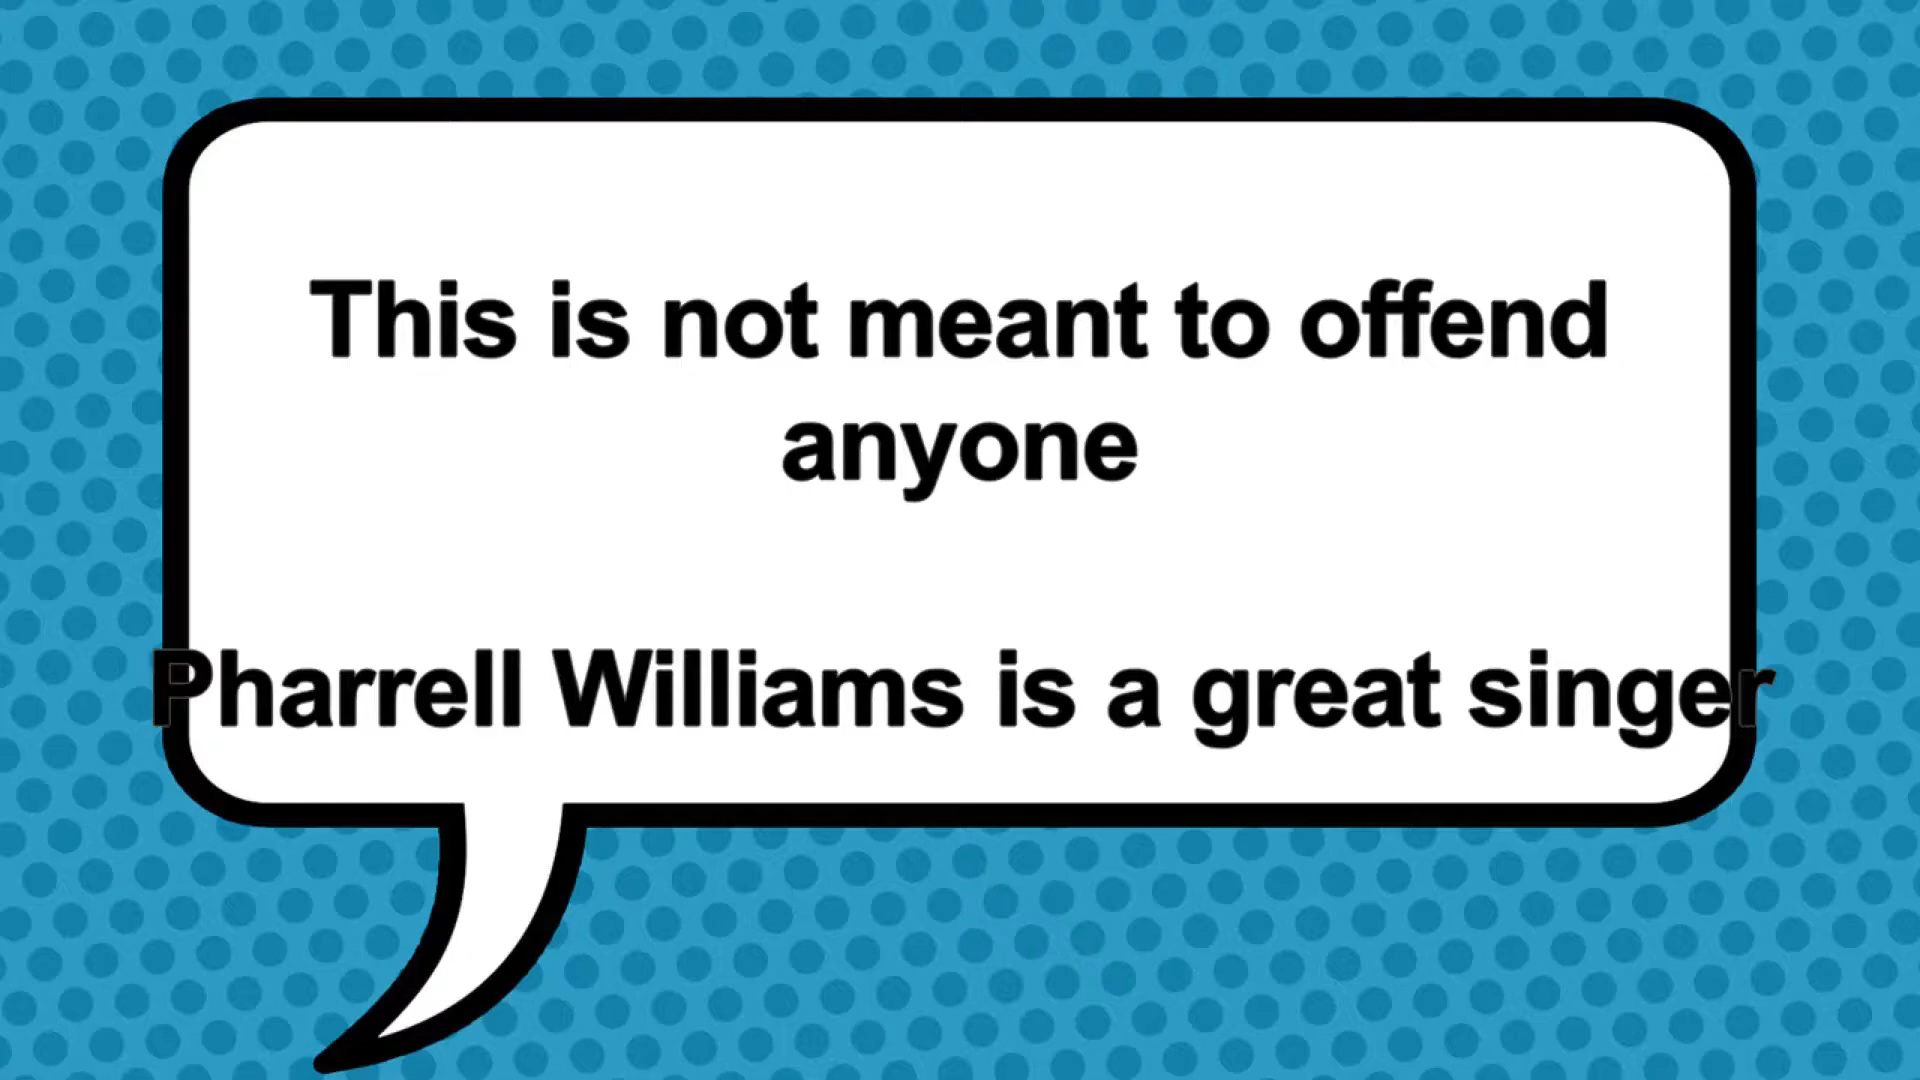 This is not meant to offend
anyone
Pharrell Williams is a great singer